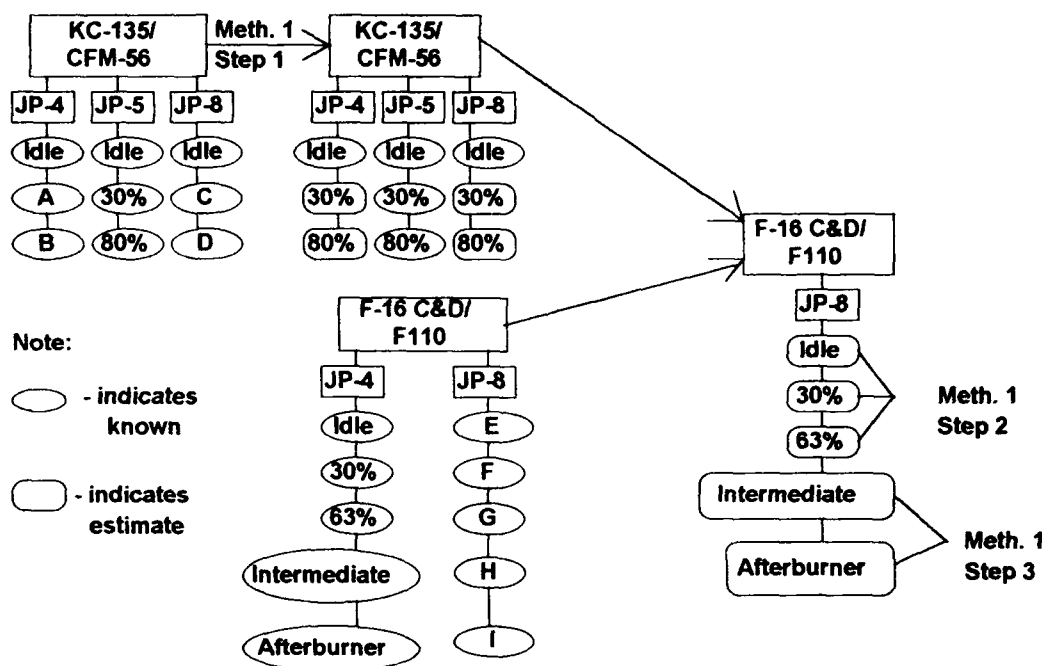 KC-135/
CFM-56
Meth. 1
Step 1
KC-135/
CFM-56
JP-4 JP-5 JP-8
JP-4 JP-5 JP-8
Idle Idle Idle
Idle Idle Idle
A 30% C
30% 30% 30%
B 80% D
80% 80% 80%
F-16 C&D/
F110
JP-8
Idle
30%
63%
Meth. 1
Step 2
Intermediate
Afterburner
Meth. 1
Step 3
F-16 C&D/
F110
JP-4 JP-8
Idle E
30% F
63% G
Intermediate H
Afterburner I
Note:
- indicates
known
- indicates
estimate